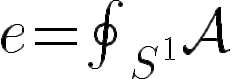 e=∮_{S^1} 𝒜